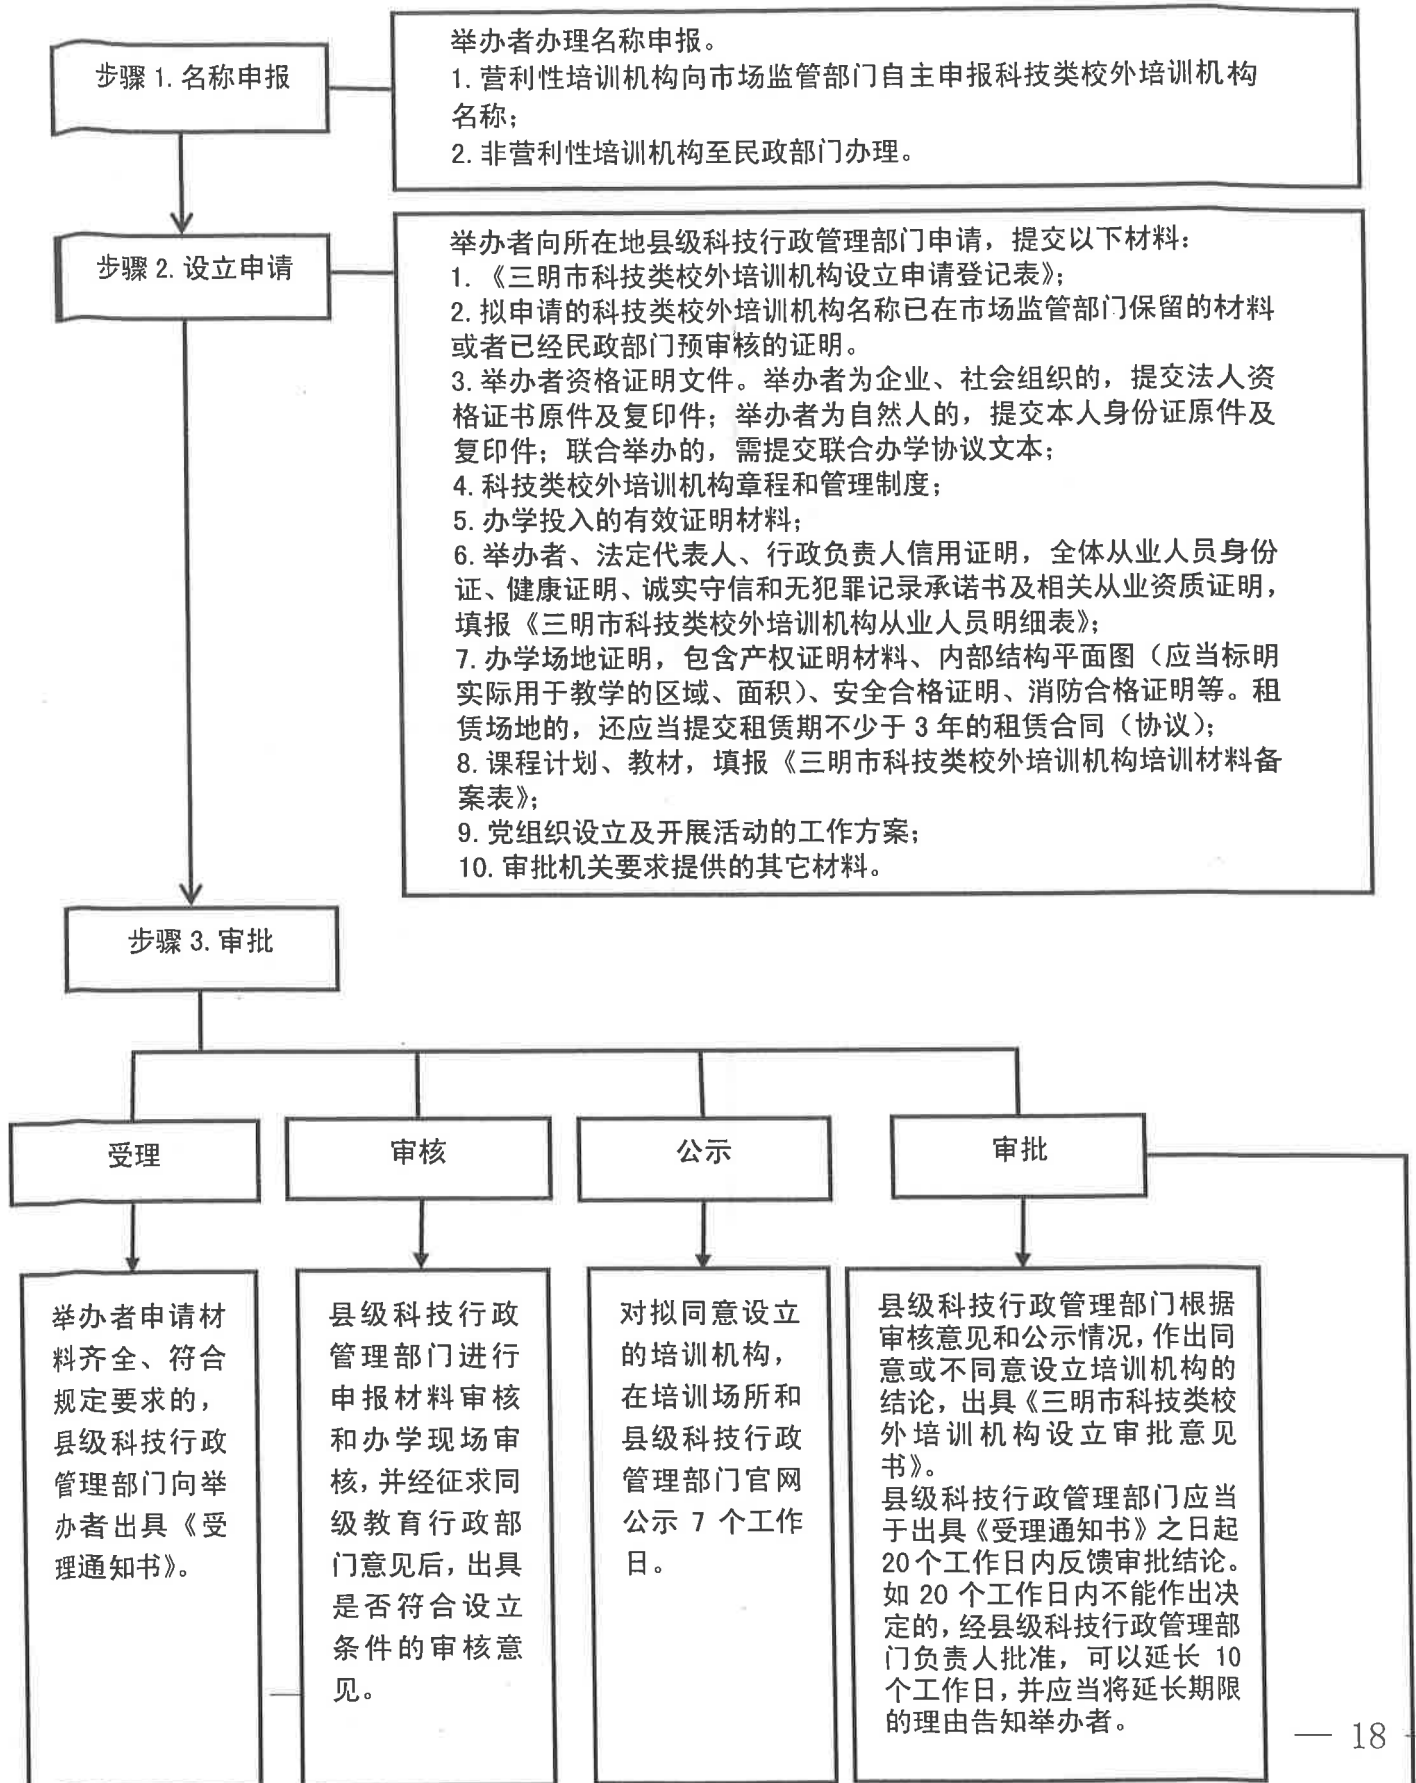 步骤 1. 名称申报
举办者办理名称申报。
1. 营利性培训机构向市场监管部门自主申报科技类校外培训机构
名称；
2. 非营利性培训机构至民政部门办理。
步骤 2. 设立申请
举办者向所在地县级科技行政管理部门申请，提交以下材料：
1. 《三明市科技类校外培训机构设立申请登记表》；
2. 拟申请的科技类校外培训机构名称已在市场监管部门保留的材料
或者已经民政部门预审核的证明。
3. 举办者资格证明文件。举办者为企业、社会组织的，提交法人资
格证书原件及复印件；举办者为自然人的，提交本人身份证原件及
复印件；联合举办的，需提交联合办学协议文本；
4. 科技类校外培训机构章程和管理制度；
5. 办学投入的有效证明材料；
6. 举办者、法定代表人、行政负责人信用证明，全体从业人员身份
证、健康证明、诚实守信和无犯罪记录承诺书及相关从业资质证明，
填报《三明市科技类校外培训机构从业人员明细表》；
7. 办学场地证明，包含产权证明材料、内部结构平面图（应当标明
实际用于教学的区域、面积）、安全合格证明、消防合格证明等。租
赁场地的，还应当提交租赁期不少于 3 年的租赁合同（协议）；
8. 课程计划、教材，填报《三明市科技类校外培训机构培训材料备
案表》；
9. 党组织设立及开展活动的工作方案；
10. 审批机关要求提供的其它材料。
步骤 3. 审批
受理
审核
公示
审批
举办者申请材
料齐全、符合
规定要求的，
县级科技行政
管理部门向举
办者出具《受
理通知书》。
县级科技行政
管理部门进行
申报材料审核
和办学现场审
核，并经征求同
级教育行政部
门意见后，出具
是否符合设立
条件的审核意
见。
对拟同意设立
的培训机构，
在培训场所和
县级科技行政
管理部门官网
公示 7 个工作
日。
县级科技行政管理部门根据
审核意见和公示情况，作出同
意或不同意设立培训机构的
结论，出具《三明市科技类校
外培训机构设立审批意见
书》。
县级科技行政管理部门应当
于出具《受理通知书》之日起
20 个工作日内反馈审批结论。
如 20 个工作日内不能作出决
定的，经县级科技行政管理部
门负责人批准，可以延长 10
个工作日，并应当将延长期限
的理由告知举办者。
— 18